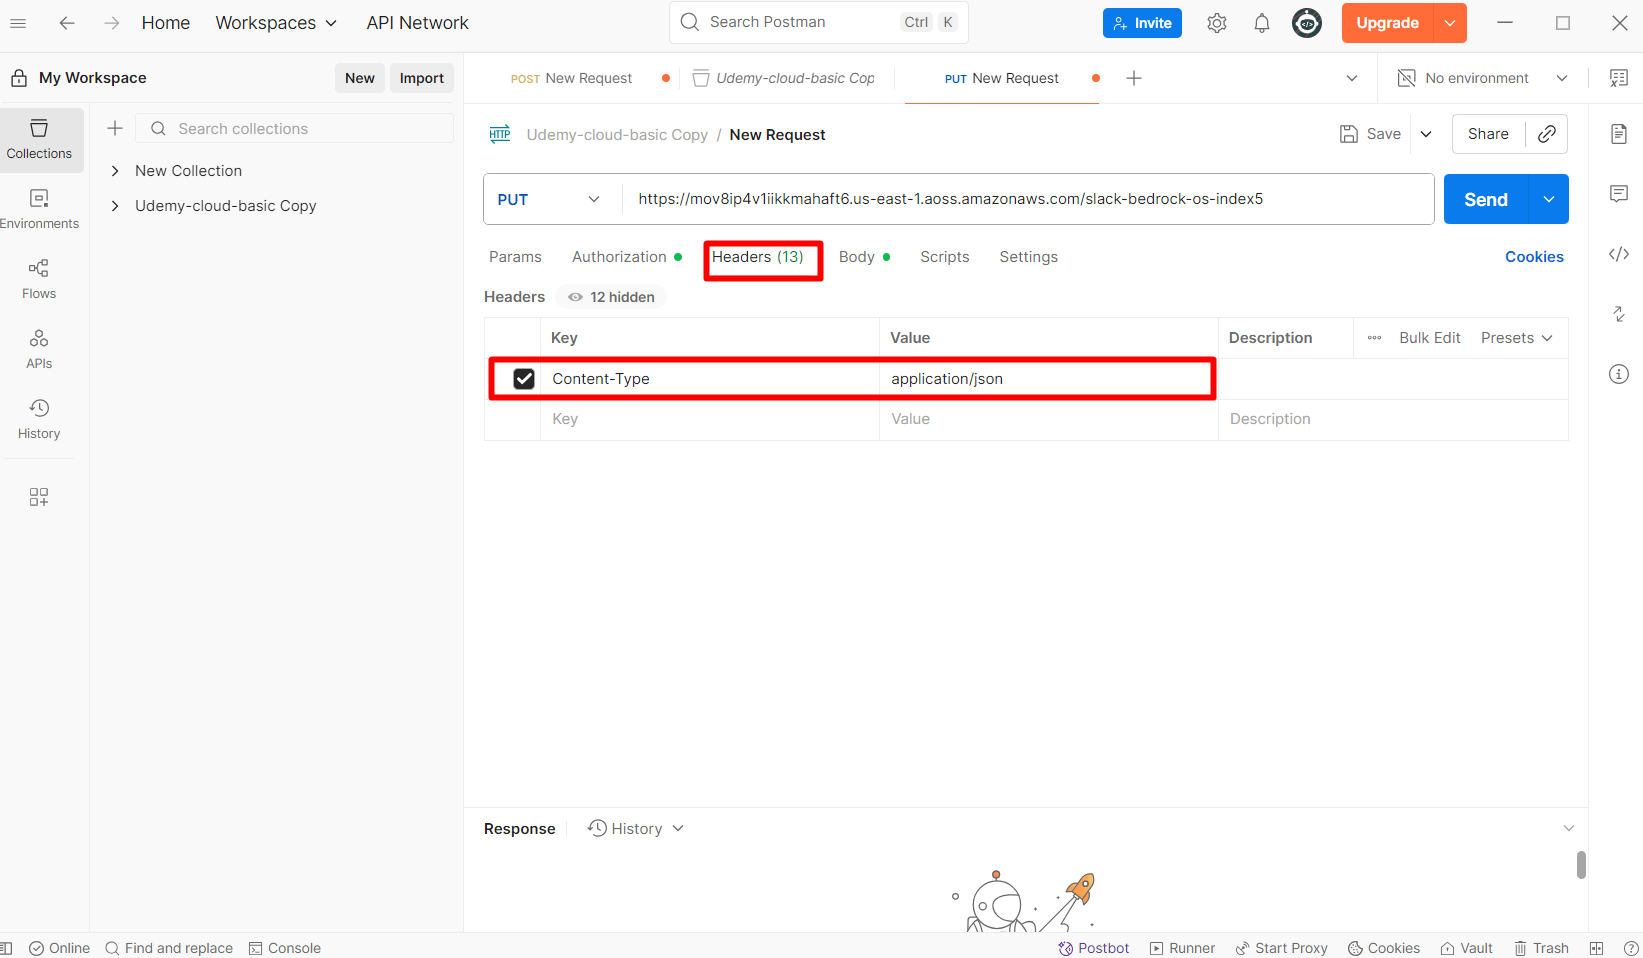 Home Workspaces API Network Search Postman Ctrl K Invite Upgrade
My Workspace New Import POST New Request Udemy-cloud-basic Cop PUT New Request No environment
Collections
Search collections
New Collection
Udemy-cloud-basic Copy
Environments
Flows
APIs
History
HTTP Udemy-cloud-basic Copy / New Request Save Share
PUT https://mov8ip4v1iikkmahaft6.us-east-1.aoss.amazonaws.com/slack-bedrock-os-index5 Send
Params Authorization Headers (13) Body Scripts Settings Cookies
Headers 12 hidden
Key Value Description Bulk Edit Presets
Content-Type application/json
Key Value Description
Response History
Online Find and replace Console Postbot Runner Start Proxy Cookies Vault Trash